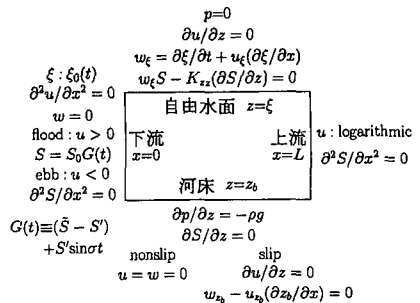 p=0
∂u/∂z = 0
w_ξ = ∂ξ/∂t + u_ξ(∂ξ/∂x)
w_ξS − K_zz(∂S/∂z) = 0
ξ : ξ_0(t)
∂²u/∂x² = 0
w = 0
flood : u > 0
S = S_0G(t)
ebb : u < 0
∂²S/∂x² = 0
G(t)≡(S̃ − S′)
+S′sinσt
自由水面 z=ξ
下流
x=0
上流
x=L
河床 z=z_b
u : logarithmic
∂²S/∂x² = 0
∂p/∂z = −ρg
∂S/∂z = 0
nonslip
u = w = 0
slip
∂u/∂z = 0
w_{z_b} − u_{z_b}(∂z_b/∂x) = 0